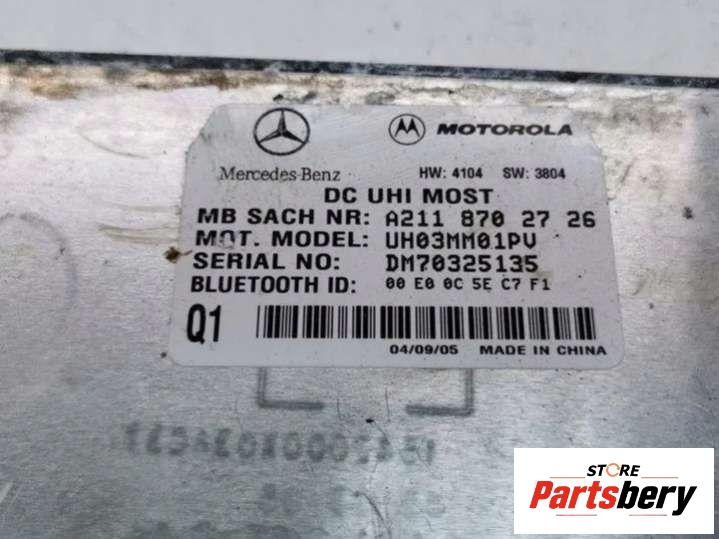 MOTOROLA
Mercedes-Benz HW: 4104 SW: 3804
DC UHI MOST
MB SACH NR: A211 870 27 26
MOT. MODEL: UH03MM01PV
SERIAL NO: DM70325135
BLUETOOTH ID: 00 E0 0C 5E C7 F1
Q1
04/09/05 MADE IN CHINA
STORE
Partsbery